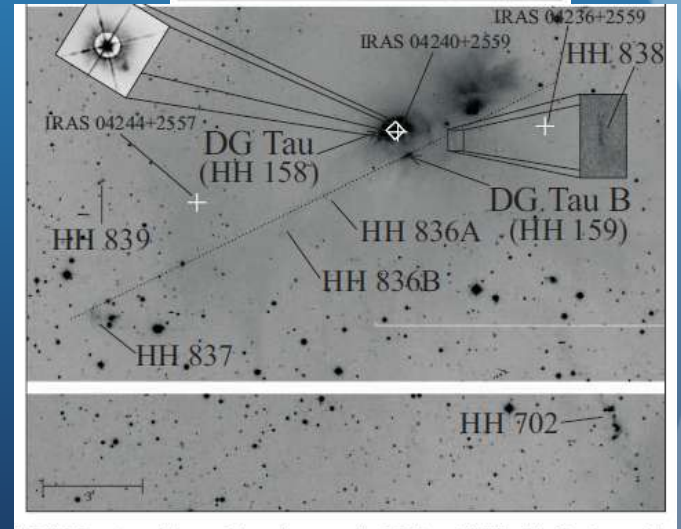 IRAS 04236+2559
IRAS 04240+2559
HH 838
IRAS 04244+2557
DG Tau
(HH 158)
DG Tau B
(HH 159)
HH 839
HH 836A
HH 836B
HH 837
HH 702
3'